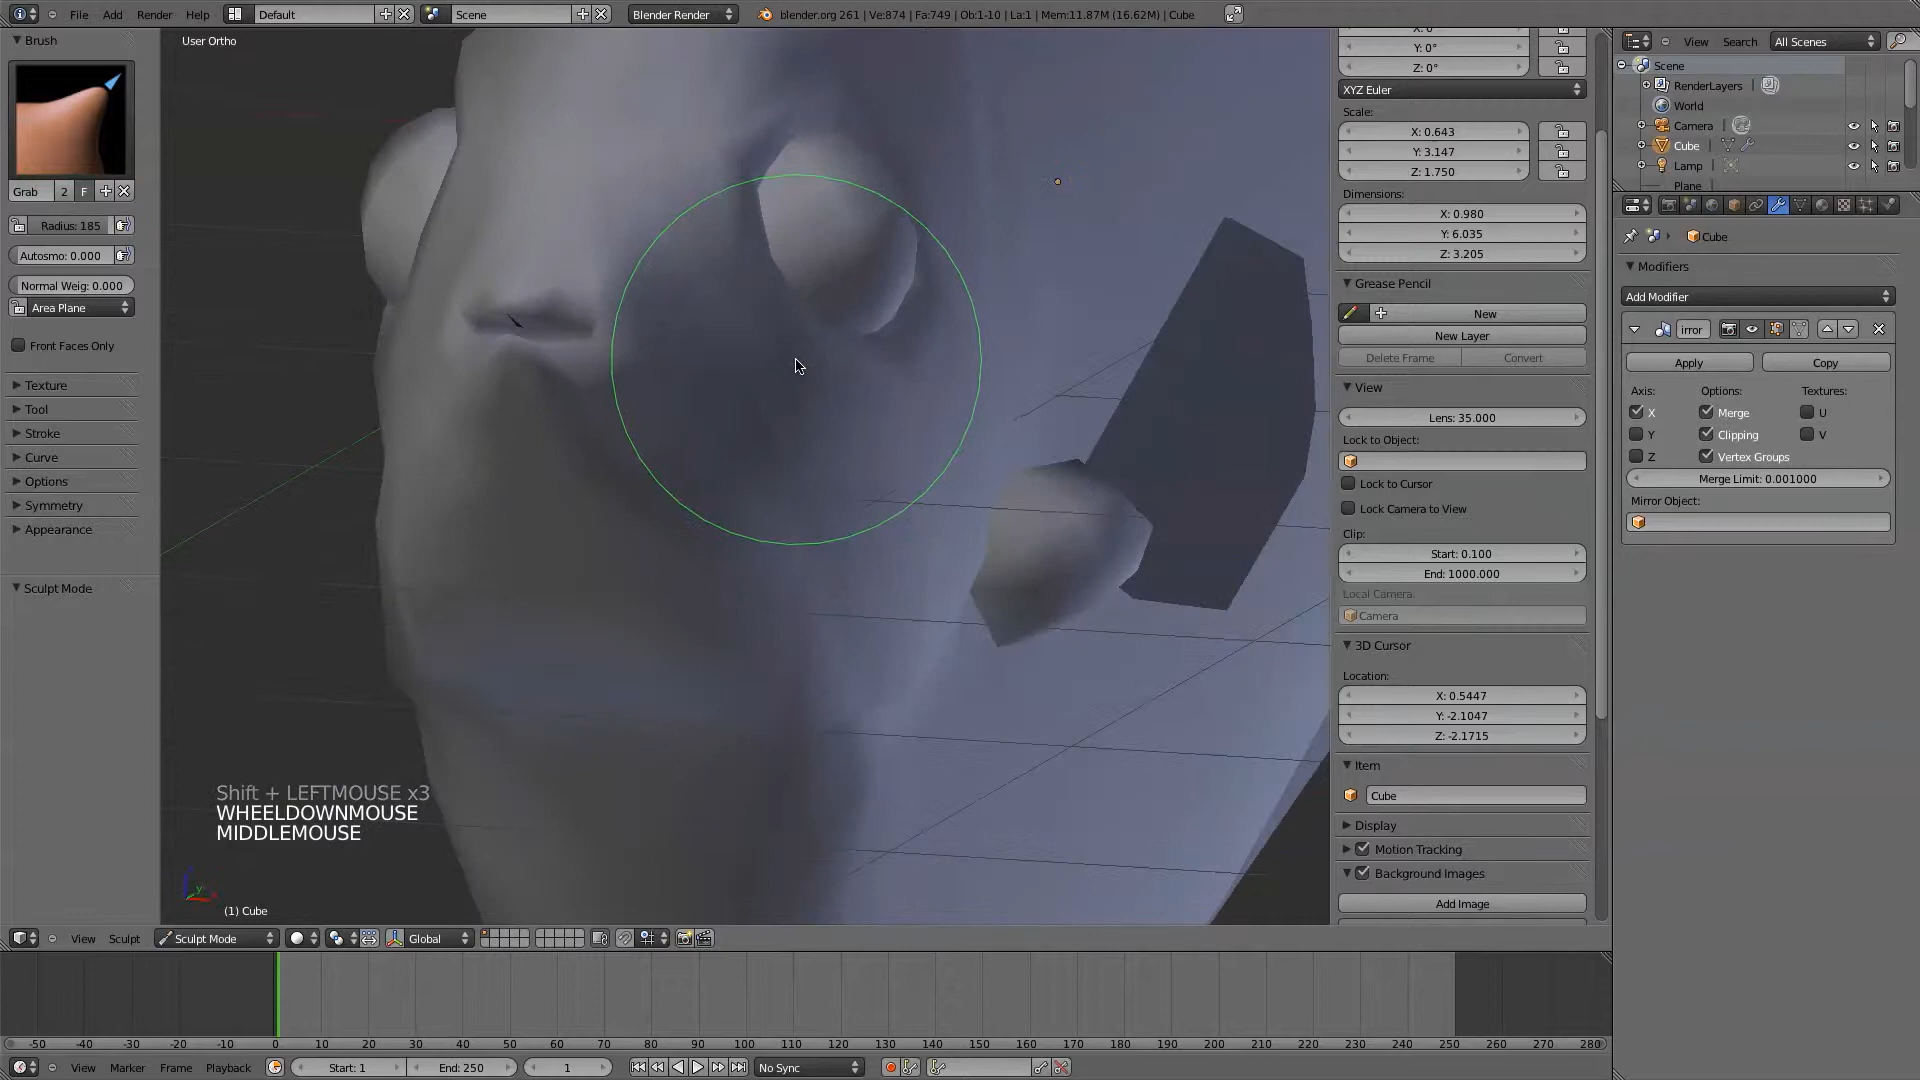 File Add Render Help Default Scene Blender Render blender.org 261 | Ve:874 | Fa:749 | Ob:1-10 | La:1 | Mem:11.87M (16.62M) | Cube
Brush
Grab 2 F
Radius: 185
Autosmo: 0.000
Normal Weig: 0.000
Area Plane
Front Faces Only
Texture
Tool
Stroke
Curve
Options
Symmetry
Appearance
Sculpt Mode
User Ortho
Shift + LEFTMOUSE x3
WHEELDOWNMOUSE
MIDDLEMOUSE
(1) Cube
Y: 0°
Z: 0°
XYZ Euler
Scale:
X: 0.643
Y: 3.147
Z: 1.750
Dimensions:
X: 0.980
Y: 6.035
Z: 3.205
Grease Pencil
New
New Layer
Delete Frame Convert
View
Lens: 35.000
Lock to Object:
Lock to Cursor
Lock Camera to View
Clip:
Start: 0.100
End: 1000.000
Local Camera:
Camera
3D Cursor
Location:
X: 0.5447
Y: -2.1047
Z: -2.1715
Item
Cube
Display
Motion Tracking
Background Images
Add Image
View Search All Scenes
Scene
RenderLayers
World
Camera
Cube
Lamp
Plane
Cube
Modifiers
Add Modifier
irror
Apply Copy
Axis: Options: Textures:
X Merge U
Y Clipping V
Z Vertex Groups
Merge Limit: 0.001000
Mirror Object:
View Sculpt Sculpt Mode Global
-50 -40 -30 -20 -10 0 10 20 30 40 50 60 70 80 90 100 110 120 130 140 150 160 170 180 190 200 210 220 230 240 250 260 270 280
View Marker Frame Playback Start: 1 End: 250 1 No Sync